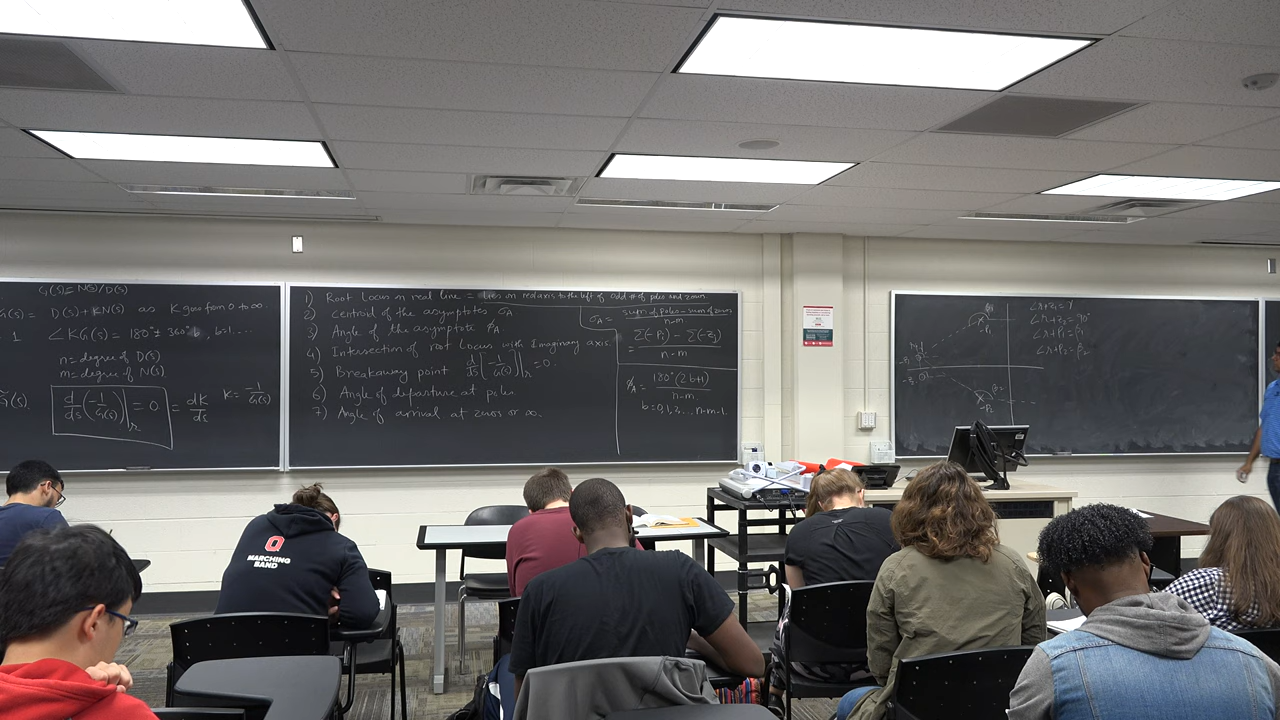 G(s) = N(s)/D(s)
D(s) + KN(s) as K goes from 0 to ∞.
∠KG(s) = 180° ± 360° b, b=1....
n = degree of D(s)
m = degree of N(s)
d/ds (-1/G(s))|r = 0 = dK/ds K = -1/G(s)
1) Root Locus on real line = lies on real axis to the left of odd # of poles and zeros.
2) centroid of the asymptotes σA
3) Angle of the asymptote φA.
4) Intersection of root Locus with Imaginary axis.
5) Breakaway point d/ds [-1/G(s)]|r = 0.
6) Angle of departure at poles.
7) Angle of arrival at zeros or ∞.
σA = sum of poles - sum of zeros / n-m
= Σ(-Pi) - Σ(-zj) / n-m
φA = 180°(2b+1) / n-m
b=0,1,2,... n-m-1.
MARCHING
BAND